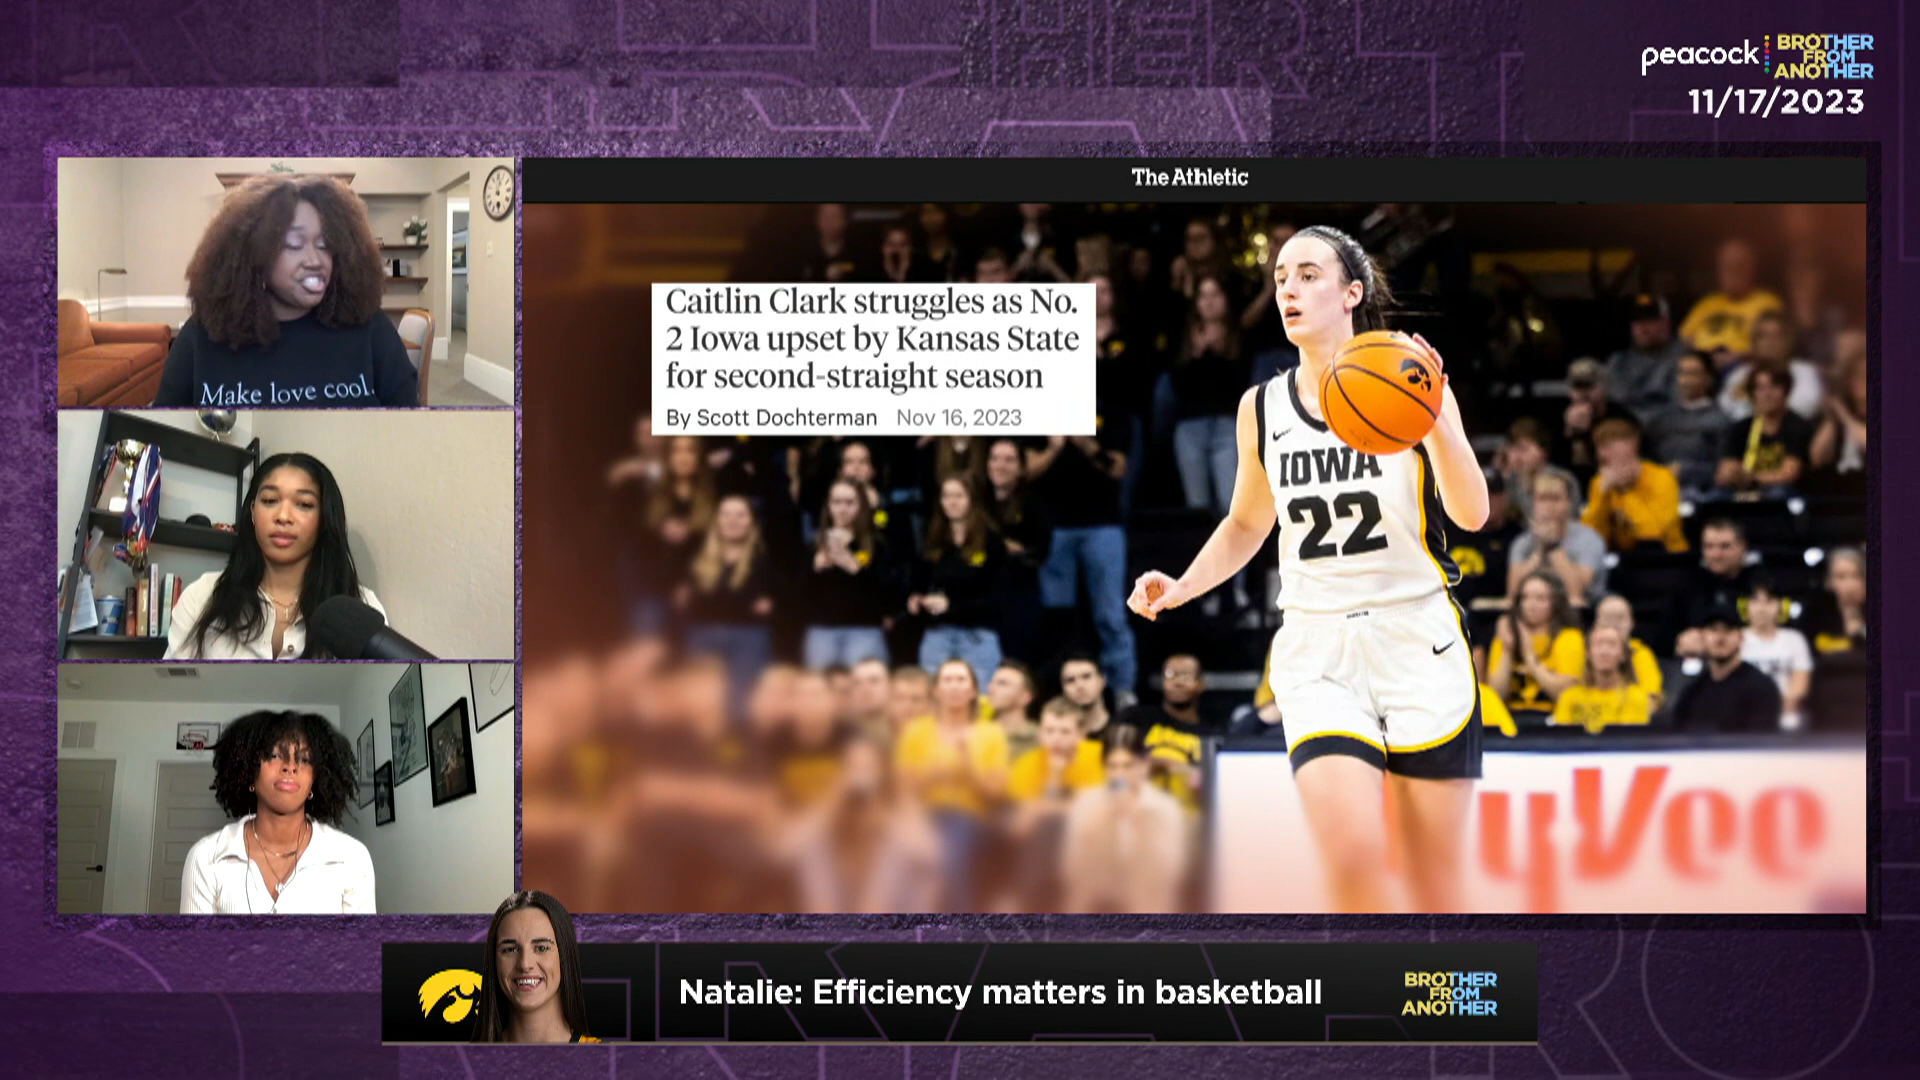 peacock
BROTHER
FROM
ANOTHER
11/17/2023
The Athletic
Caitlin Clark struggles as No.
2 Iowa upset by Kansas State
for second-straight season
By Scott Dochterman Nov 16, 2023
Make love cool.
IOWA
22
yVee
Natalie: Efficiency matters in basketball
BROTHER
FROM
ANOTHER